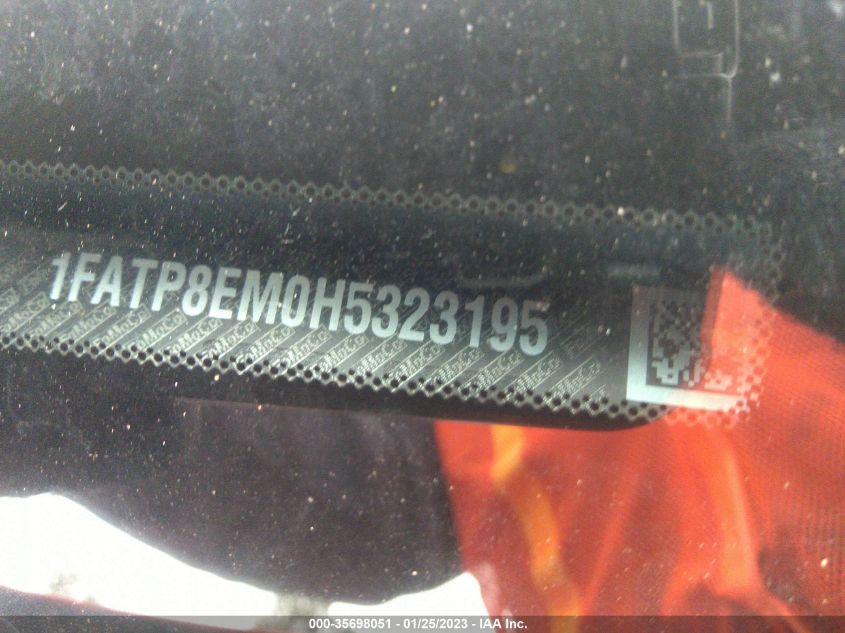 1FATP8EM0H5323195
000-35698051 - 01/25/2023 - IAA Inc.